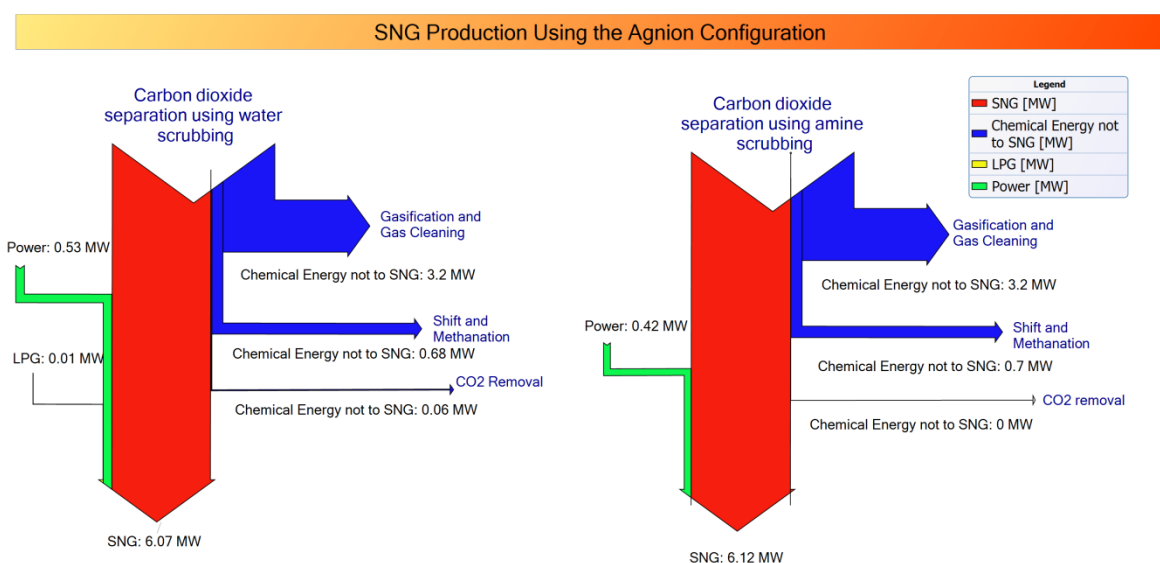 SNG Production Using the Agnion Configuration
Carbon dioxide
separation using water
scrubbing
Gasification and
Gas Cleaning
Power: 0.53 MW
Chemical Energy not to SNG: 3.2 MW
Shift and
Methanation
LPG: 0.01 MW
Chemical Energy not to SNG: 0.68 MW
CO2 Removal
Chemical Energy not to SNG: 0.06 MW
SNG: 6.07 MW
Carbon dioxide
separation using amine
scrubbing
Gasification and
Gas Cleaning
Chemical Energy not to SNG: 3.2 MW
Power: 0.42 MW
Shift and
Methanation
Chemical Energy not to SNG: 0.7 MW
CO2 removal
Chemical Energy not to SNG: 0 MW
SNG: 6.12 MW
Legend
SNG [MW]
Chemical Energy not
to SNG [MW]
LPG [MW]
Power [MW]